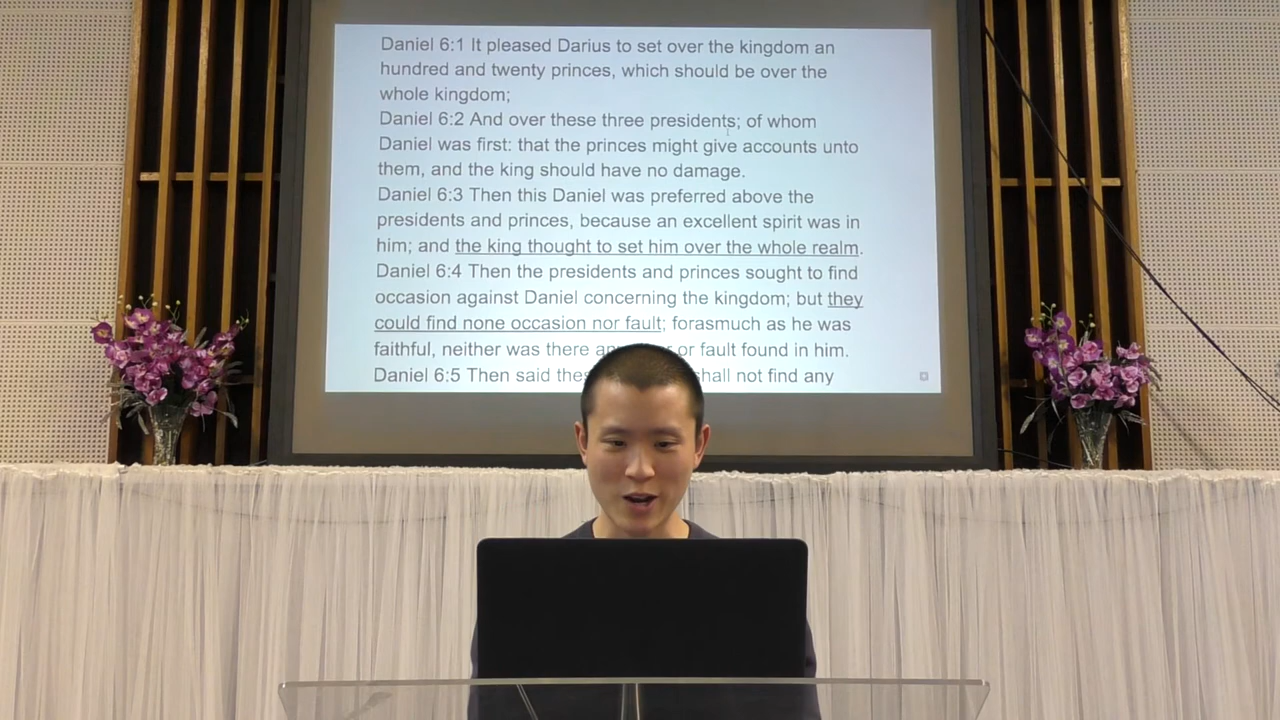 Daniel 6:1 It pleased Darius to set over the kingdom an
hundred and twenty princes, which should be over the
whole kingdom;
Daniel 6:2 And over these three presidents; of whom
Daniel was first: that the princes might give accounts unto
them, and the king should have no damage.
Daniel 6:3 Then this Daniel was preferred above the
presidents and princes, because an excellent spirit was in
him; and the king thought to set him over the whole realm.
Daniel 6:4 Then the presidents and princes sought to find
occasion against Daniel concerning the kingdom; but they
could find none occasion nor fault; forasmuch as he was
faithful, neither was there or fault found in him.
Daniel 6:5 Then said shall not find any